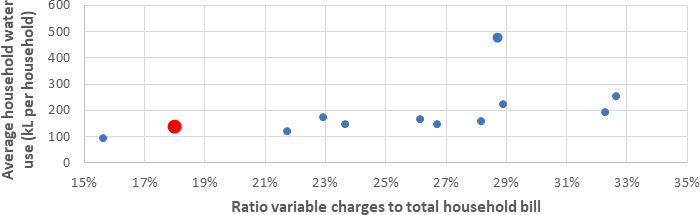 Average household water
use (kL per household)
600
500
400
300
200
100
0
15% 17% 19% 21% 23% 25% 27% 29% 31% 33% 35%
Ratio variable charges to total household bill